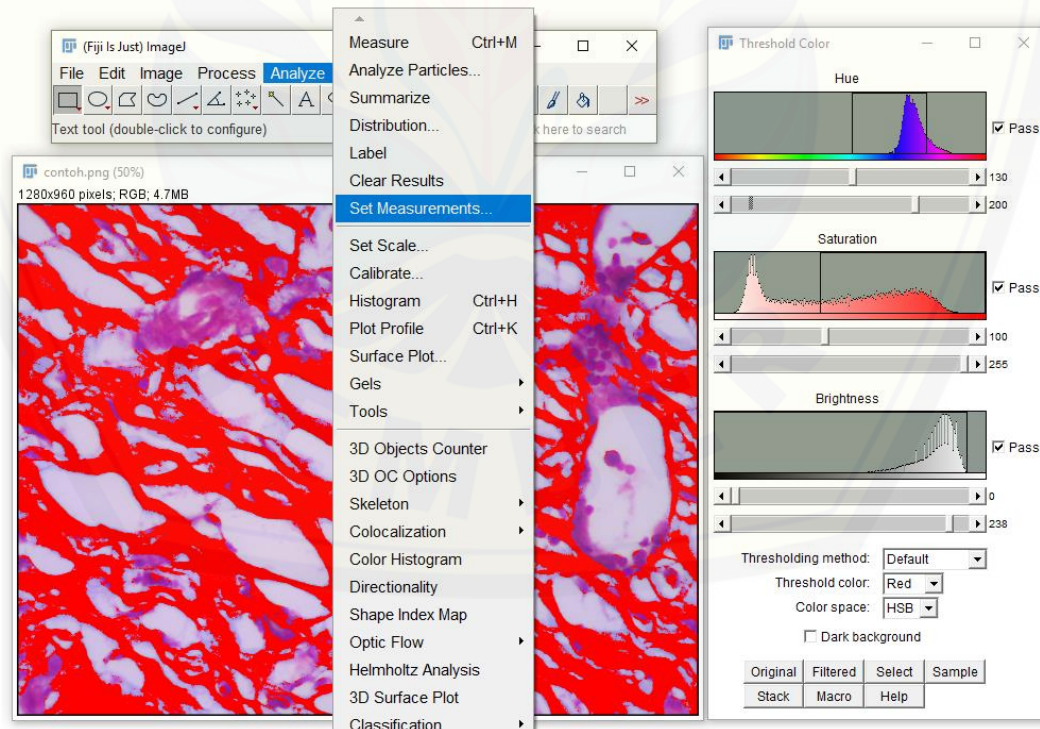 (Fiji Is Just) ImageJ
File Edit Image Process Analyze
Text tool (double-click to configure)
here to search
contoh.png (50%)
1280x960 pixels; RGB; 4.7MB
Measure Ctrl+M
Analyze Particles...
Summarize
Distribution...
Label
Clear Results
Set Measurements...
Set Scale...
Calibrate...
Histogram Ctrl+H
Plot Profile Ctrl+K
Surface Plot...
Gels
Tools
3D Objects Counter
3D OC Options
Skeleton
Colocalization
Color Histogram
Directionality
Shape Index Map
Optic Flow
Helmholtz Analysis
3D Surface Plot
Classification
Threshold Color
Hue
Pass
130
200
Saturation
Pass
100
255
Brightness
Pass
0
238
Thresholding method: Default
Threshold color: Red
Color space: HSB
Dark background
Original Filtered Select Sample
Stack Macro Help